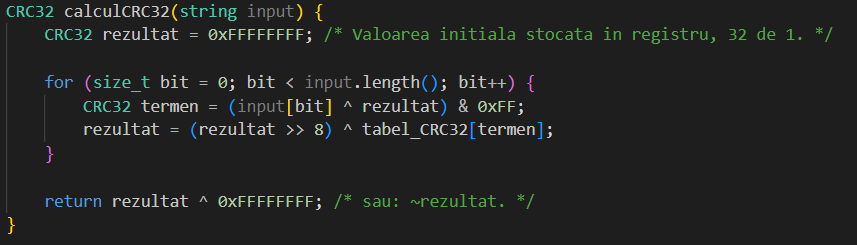 CRC32 calculCRC32(string input) {
    CRC32 rezultat = 0xFFFFFFFF; /* Valoarea initiala stocata in registru, 32 de 1. */

    for (size_t bit = 0; bit < input.length(); bit++) {
        CRC32 termen = (input[bit] ^ rezultat) & 0xFF;
        rezultat = (rezultat >> 8) ^ tabel_CRC32[termen];
    }

    return rezultat ^ 0xFFFFFFFF; /* sau: ~rezultat. */
}